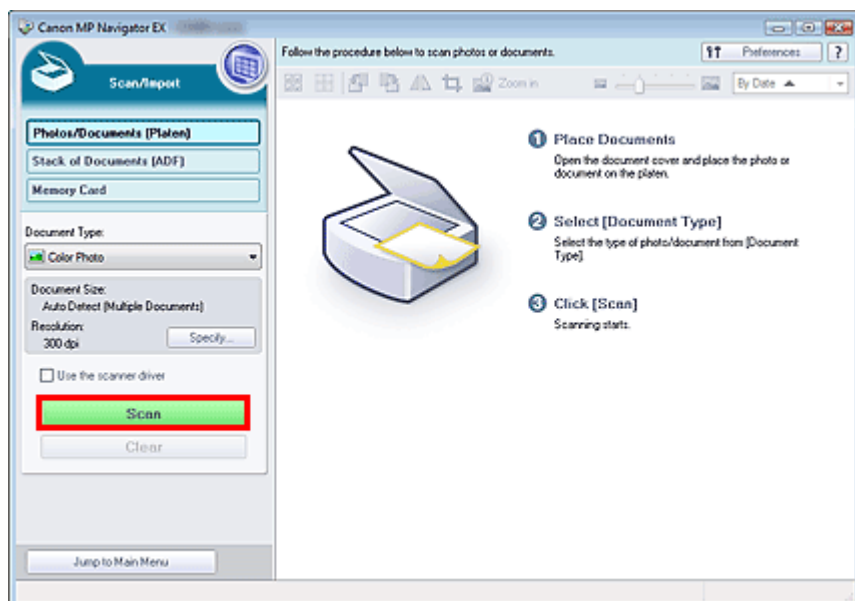 Canon MP Navigator EX
Scan/Import
Photos/Documents (Platen)
Stack of Documents (ADF)
Memory Card
Document Type:
Color Photo
Document Size:
Auto Detect (Multiple Documents)
Resolution:
300 dpi
Specify...
Use the scanner driver
Scan
Clear
Jump to Main Menu
Follow the procedure below to scan photos or documents.
Preferences
?
Zoom in
By Date
1 Place Documents
Open the document cover and place the photo or
document on the platen.
2 Select [Document Type]
Select the type of photo/document from [Document
Type].
3 Click [Scan]
Scanning starts.